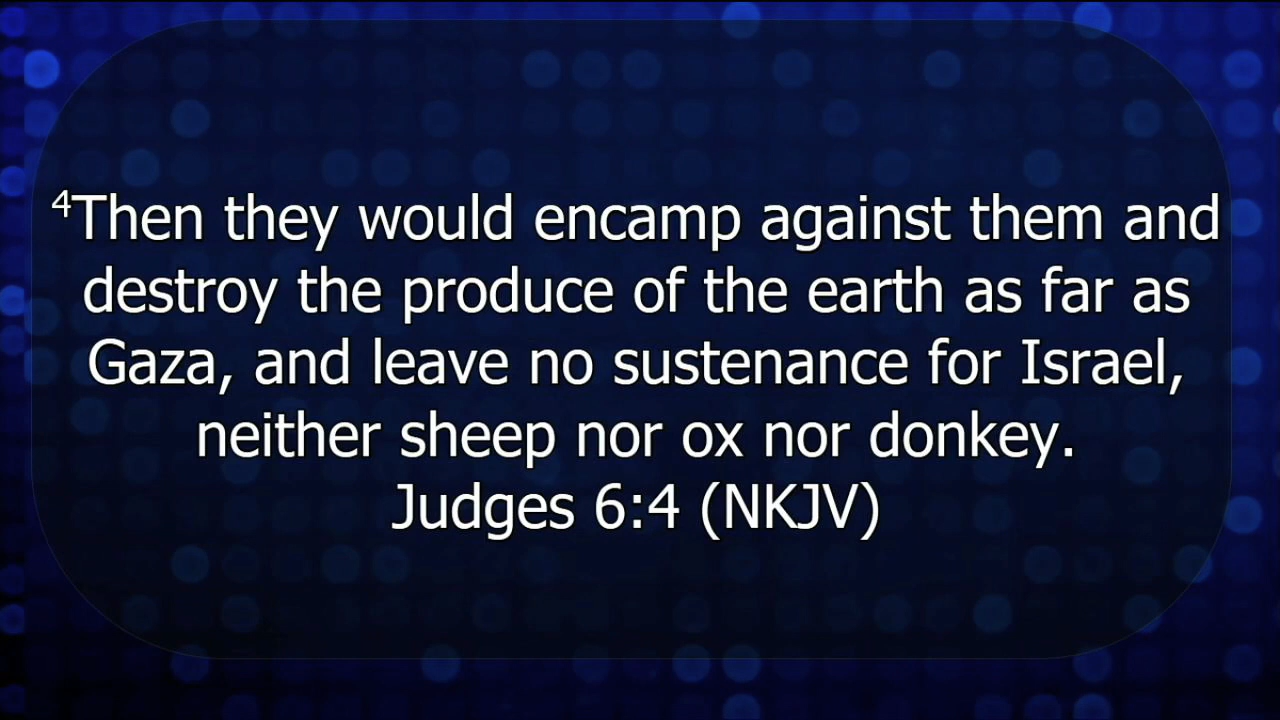 ⁴Then they would encamp against them and
destroy the produce of the earth as far as
Gaza, and leave no sustenance for Israel,
neither sheep nor ox nor donkey.
Judges 6:4 (NKJV)